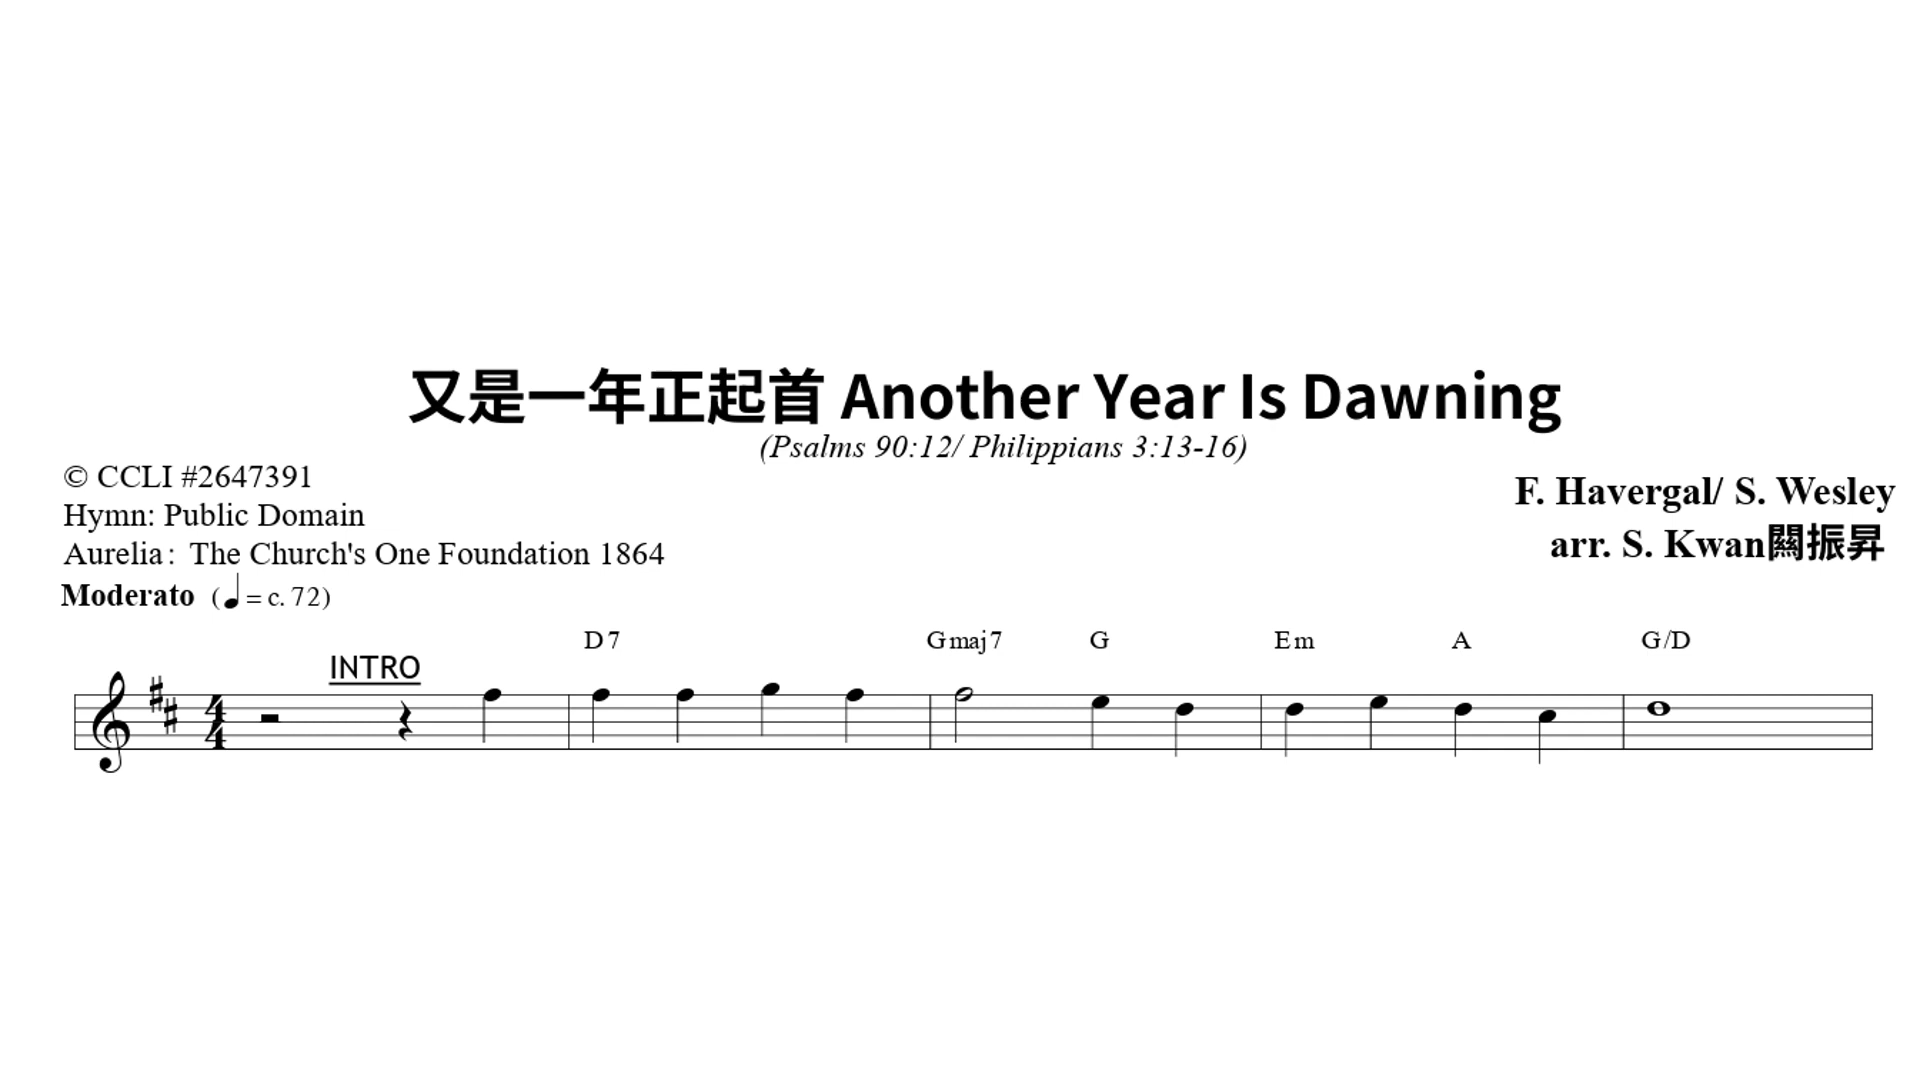 又是一年正起首 Another Year Is Dawning
(Psalms 90:12/ Philippians 3:13-16)
© CCLI #2647391
Hymn: Public Domain
Aurelia: The Church's One Foundation 1864
F. Havergal/ S. Wesley
arr. S. Kwan關振昇
Moderato (♩= c. 72)
D7 Gmaj7 G Em A G/D
INTRO